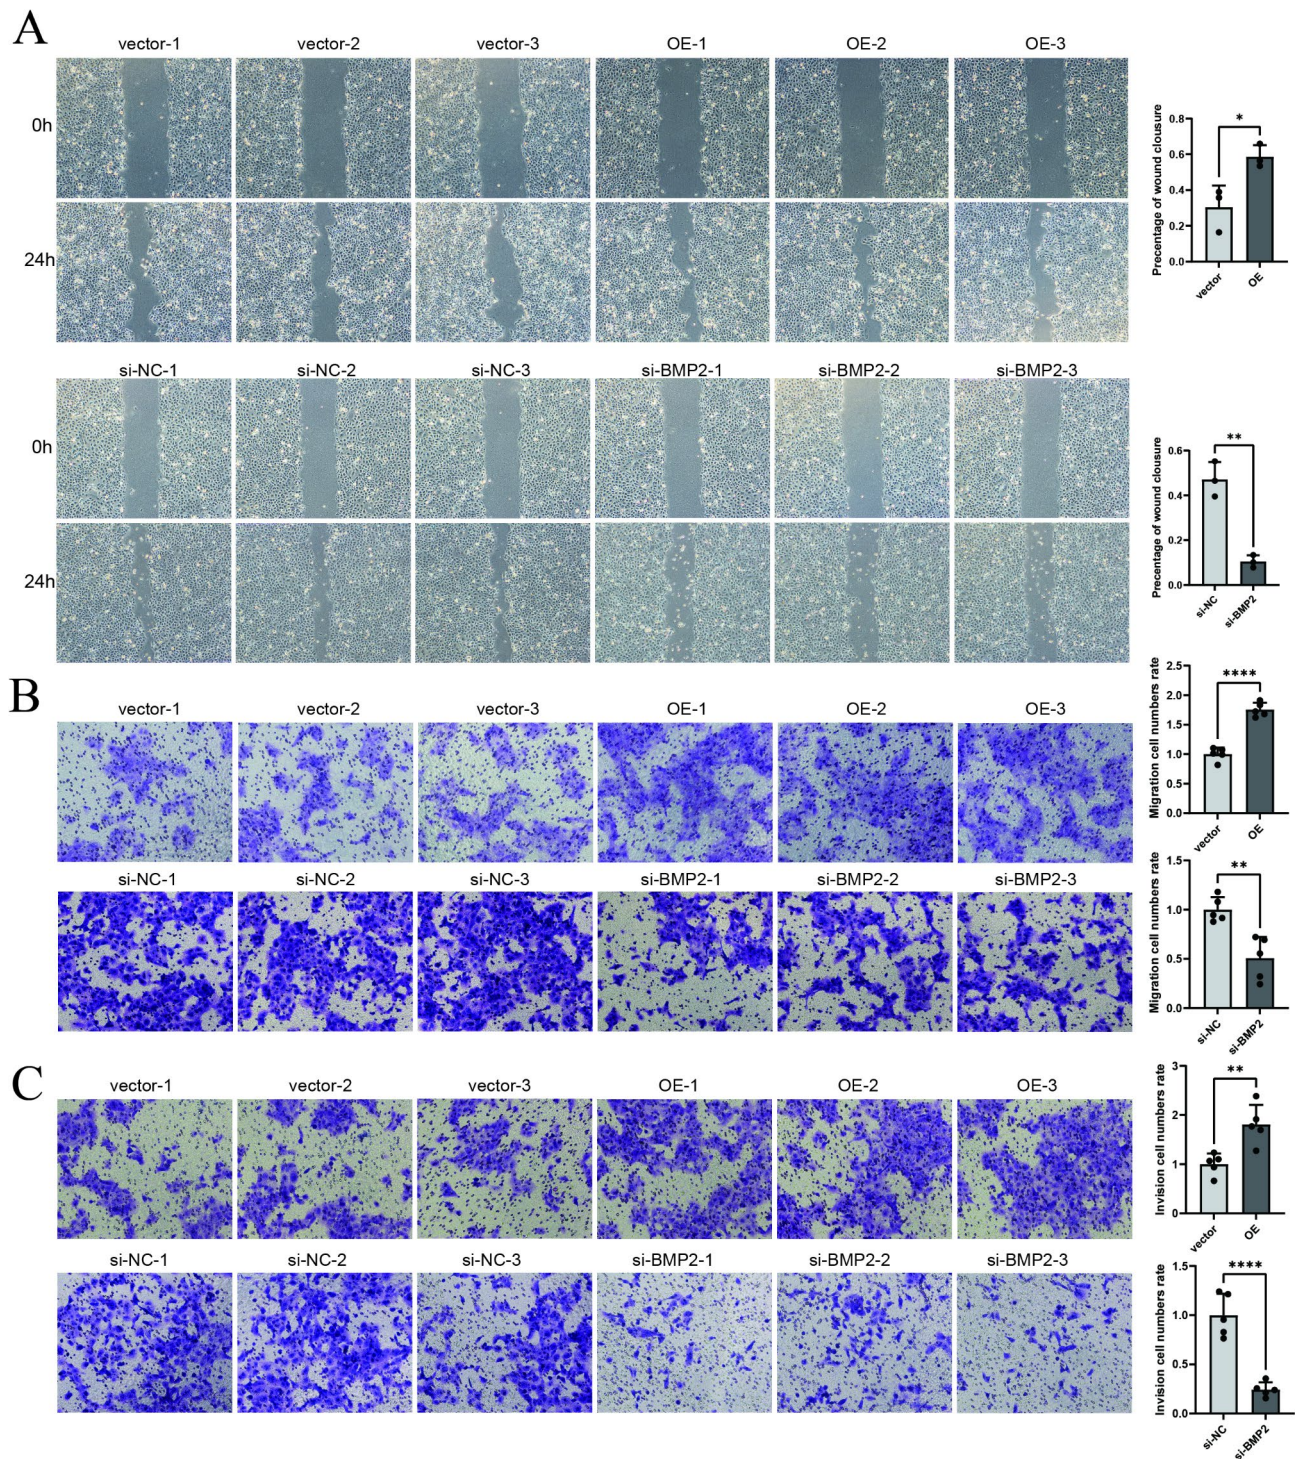 A
vector-1 vector-2 vector-3 OE-1 OE-2 OE-3
0h
24h
Precentage of wound clousure
0.8
0.6
0.4
0.2
0.0
*
vector
OE
si-NC-1 si-NC-2 si-NC-3 si-BMP2-1 si-BMP2-2 si-BMP2-3
0h
24h
Precentage of wound clousure
0.6
0.4
0.2
0.0
**
si-NC
si-BMP2
B
vector-1 vector-2 vector-3 OE-1 OE-2 OE-3
Migration cell numbers rate
2.5
2.0
1.5
1.0
0.5
0.0
****
vector
OE
si-NC-1 si-NC-2 si-NC-3 si-BMP2-1 si-BMP2-2 si-BMP2-3
Migration cell numbers rate
1.5
1.0
0.5
0.0
**
si-NC
si-BMP2
C
vector-1 vector-2 vector-3 OE-1 OE-2 OE-3
Invision cell numbers rate
3
2
1
0
**
vector
OE
si-NC-1 si-NC-2 si-NC-3 si-BMP2-1 si-BMP2-2 si-BMP2-3
Invision cell numbers rate
1.5
1.0
0.5
0.0
****
si-NC
si-BMP2